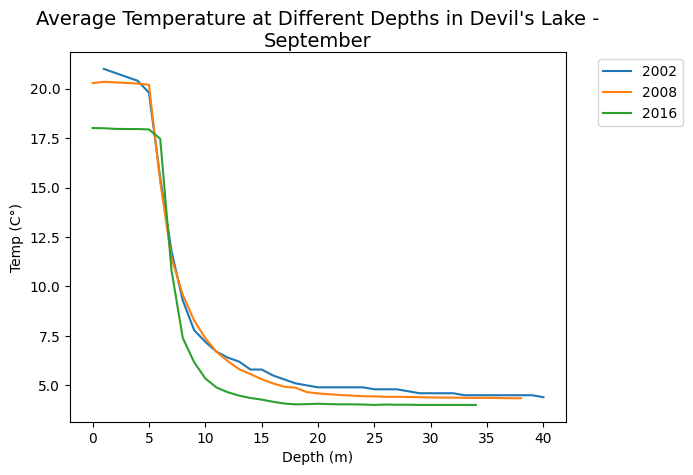 Average Temperature at Different Depths in Devil's Lake -
September
2002
2008
2016
Temp (C°)
20.0
17.5
15.0
12.5
10.0
7.5
5.0
0 5 10 15 20 25 30 35 40
Depth (m)